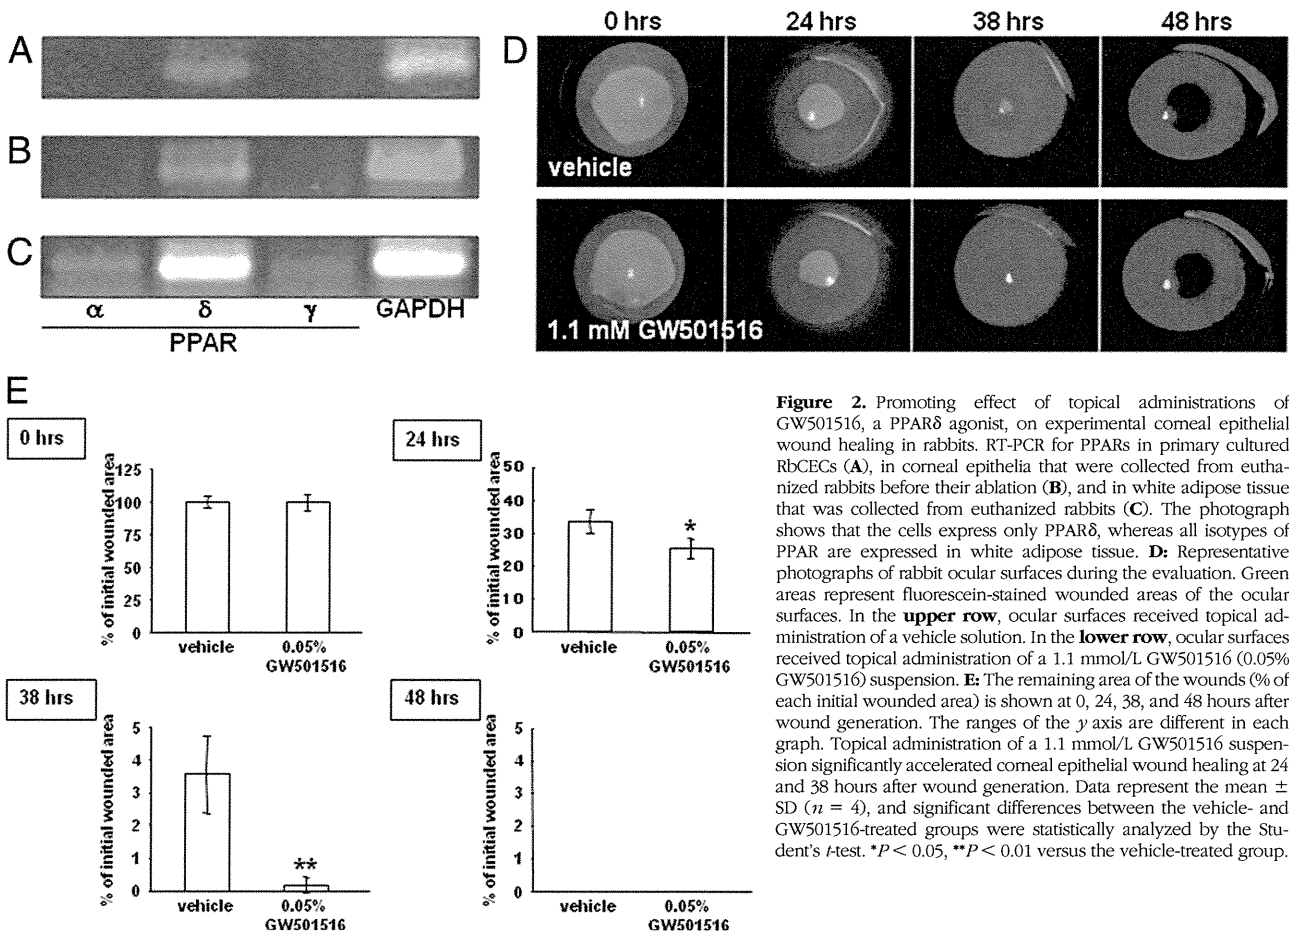 A
B
C
α δ γ GAPDH
PPAR
D
0 hrs 24 hrs 38 hrs 48 hrs
vehicle
1.1 mM GW501516
E
0 hrs
% of initial wounded area
125
100
75
50
25
0
vehicle 0.05%
GW501516
24 hrs
% of initial wounded area
50
40
30
20
10
0
*
vehicle 0.05%
GW501516
38 hrs
% of initial wounded area
5
4
3
2
1
0
**
vehicle 0.05%
GW501516
48 hrs
% of initial wounded area
5
4
3
2
1
0
vehicle 0.05%
GW501516
Figure 2. Promoting effect of topical administrations of
GW501516, a PPARδ agonist, on experimental corneal epithelial
wound healing in rabbits. RT-PCR for PPARs in primary cultured
RbCECs (A), in corneal epithelia that were collected from eutha-
nized rabbits before their ablation (B), and in white adipose tissue
that was collected from euthanized rabbits (C). The photograph
shows that the cells express only PPARδ, whereas all isotypes of
PPAR are expressed in white adipose tissue. D: Representative
photographs of rabbit ocular surfaces during the evaluation. Green
areas represent fluorescein-stained wounded areas of the ocular
surfaces. In the upper row, ocular surfaces received topical ad-
ministration of a vehicle solution. In the lower row, ocular surfaces
received topical administration of a 1.1 mmol/L GW501516 (0.05%
GW501516) suspension. E: The remaining area of the wounds (% of
each initial wounded area) is shown at 0, 24, 38, and 48 hours after
wound generation. The ranges of the y axis are different in each
graph. Topical administration of a 1.1 mmol/L GW501516 suspen-
sion significantly accelerated corneal epithelial wound healing at 24
and 38 hours after wound generation. Data represent the mean ±
SD (n = 4), and significant differences between the vehicle- and
GW501516-treated groups were statistically analyzed by the Stu-
dent's t-test. *P < 0.05, **P < 0.01 versus the vehicle-treated group.